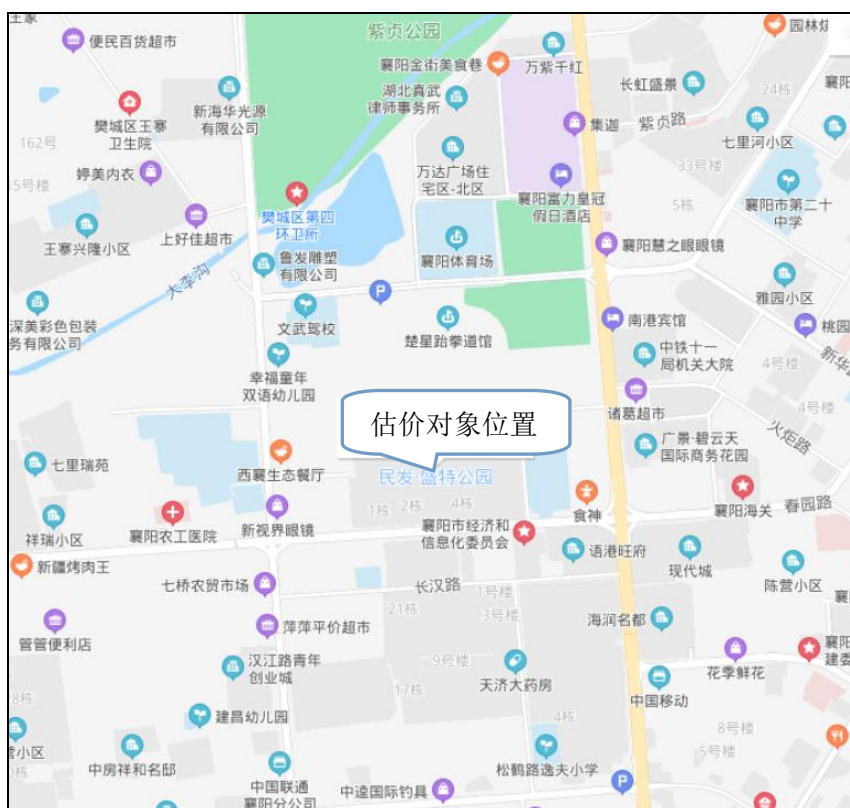 王家
便民百货超市
紫贞公园
园林炆
襄阳金街美食巷
万紫千红
新海华光源
有限公司
湖北真武
律师事务所
长虹盛景
24栋
襄阳
樊城区王寨
卫生院
162号
集迦
紫贞路
七里河小区
5号楼
婷美内衣
万达广场住
宅区-北区
33号楼
樊城区第四
环卫所
襄阳富力皇冠
假日酒店
5栋
襄阳市第二十
中学
王寨兴隆小区
上好佳超市
襄阳体育场
襄阳慧之眼眼镜
鲁发雕塑
有限公司
大李沟
P
雅园小区
深美彩色包装
务有限公司
文武驾校
楚星跆拳道馆
南港宾馆
桃园
中铁十一
局机关大院
4号楼
新华
幸福童年
双语幼儿园
诸葛超市
4号楼
估价对象位置
火炬路
广景·碧云天
国际商务花园
七里瑞苑
西襄生态餐厅
民发·盛特公园
1栋
2栋
4栋
食神
襄阳海关
春园路
祥瑞小区
襄阳农工医院
新视界眼镜
襄阳市经济和
信息化委员会
语港旺府
现代城
新疆烤肉王
七桥农贸市场
长汉路
1号楼
陈营小区
襄
21栋
3号楼
管管便利店
萍萍平价超市
海润名都
襄阳
建委
汉江路青年
创业城
9号楼
天济大药房
花季鲜花
8栋
17栋
中国移动
建昌幼儿园
4栋
8号楼
营小区
栋
中房祥和名邸
5号楼
松鹤路逸夫小学
中国联通
襄阳分公司
中逵国际钓具
P